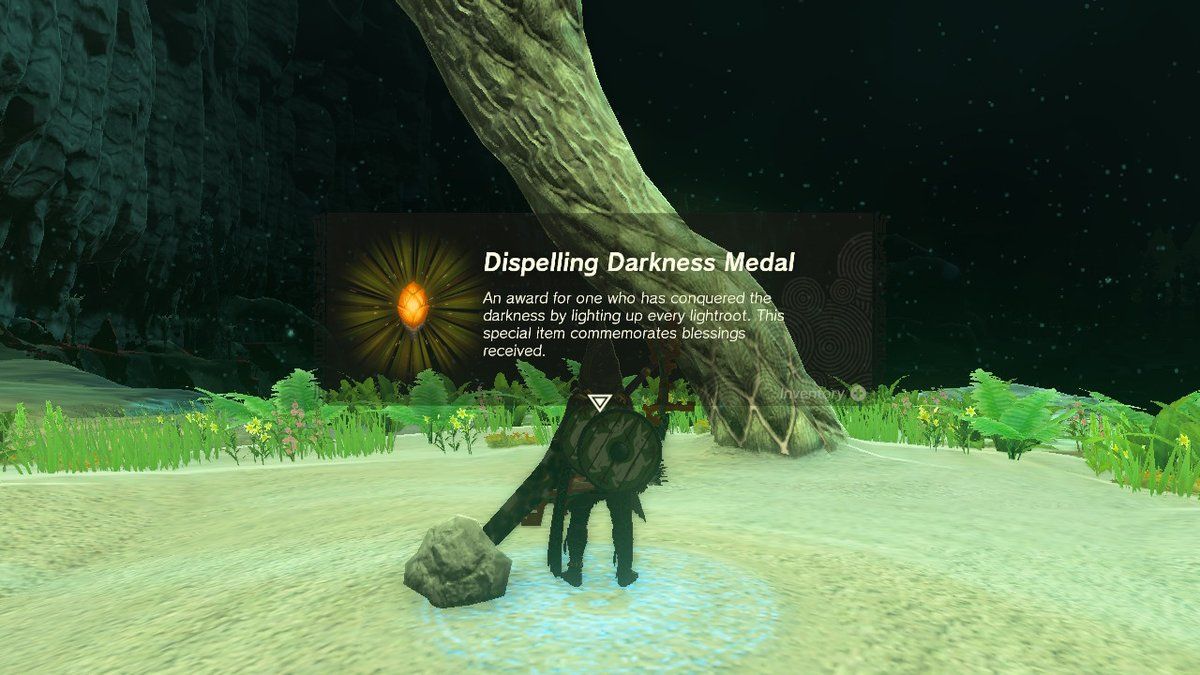 Dispelling Darkness Medal
An award for one who has conquered the
darkness by lighting up every lightroot. This
special item commemorates blessings
received.
Inventory